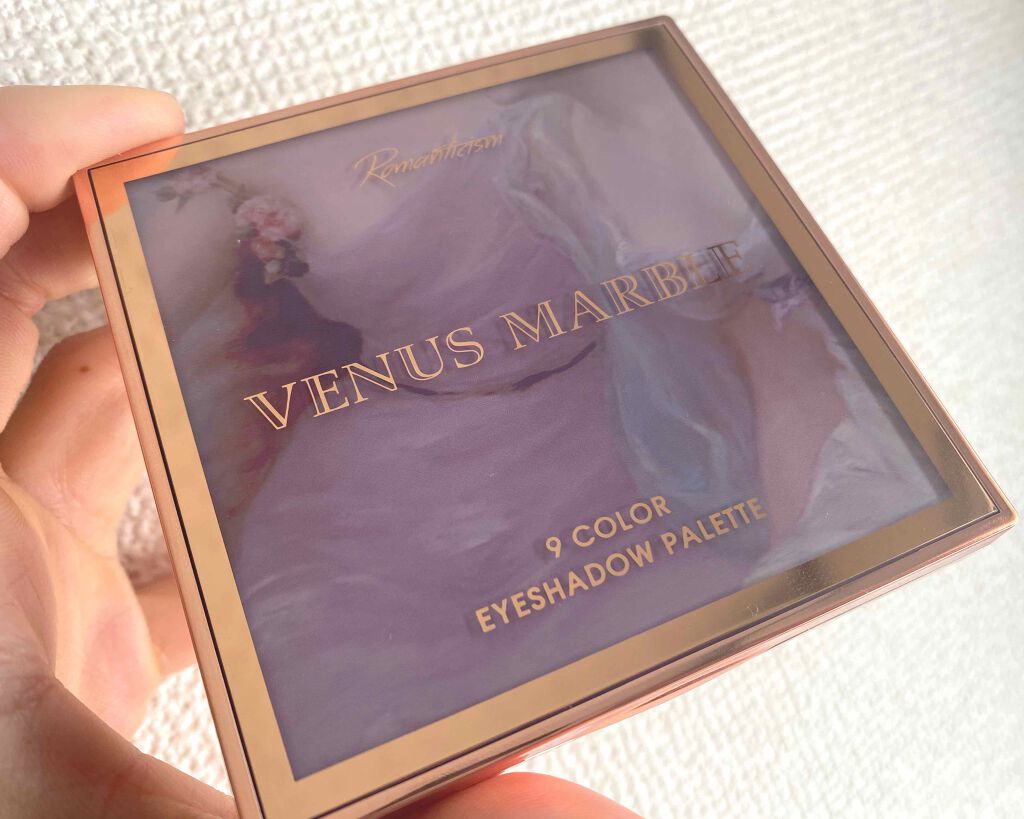 Romanticism
VENUS MARBLE
9 COLOR
EYESHADOW PALETTE